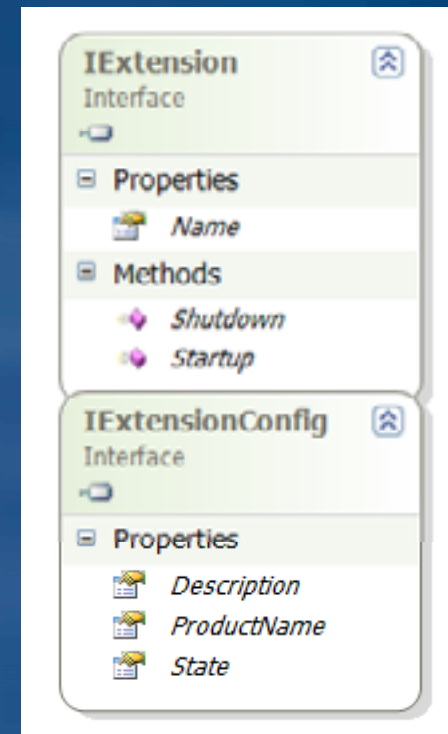 IExtension
Interface
Properties
Name
Methods
Shutdown
Startup
IExtensionConfig
Interface
Properties
Description
ProductName
State